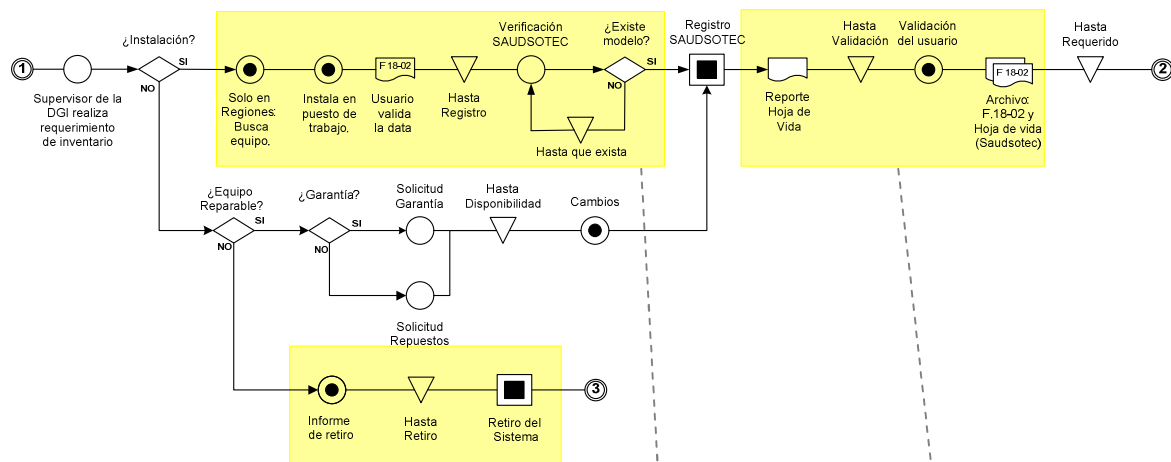 1
Supervisor de la
DGI realiza
requerimiento
de inventario
¿Instalación?
SI
NO
Solo en
Regiones:
Busca
equipo.
Instala en
puesto de
trabajo.
F 18-02
Usuario
valida
la data
Hasta
Registro
Verificación
SAUDSOTEC
¿Existe
modelo?
SI
NO
Hasta que exista
Registro
SAUDSOTEC
Reporte
Hoja de
Vida
Hasta
Validación
Validación
del usuario
F 18-02
Archivo:
F.18-02 y
Hoja de vida
(Saudsotec)
Hasta
Requerido
2
¿Equipo
Reparable?
SI
NO
¿Garantía?
SI
NO
Solicitud
Garantía
Solicitud
Repuestos
Hasta
Disponibilidad
Cambios
Informe
de retiro
Hasta
Retiro
Retiro del
Sistema
3